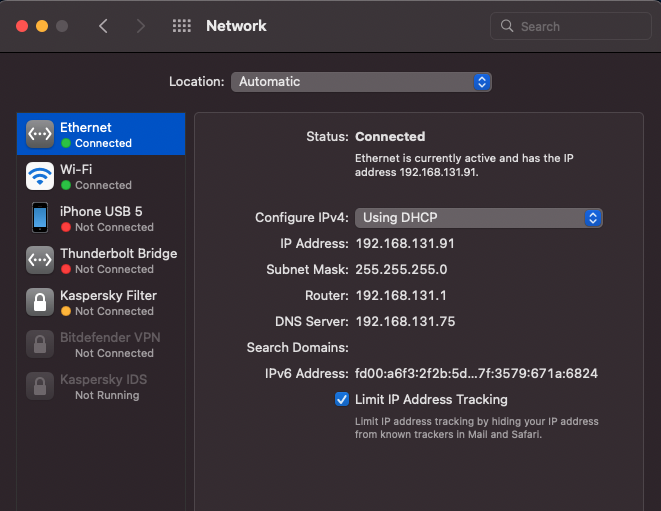 Network
Search
Location: Automatic
Ethernet
Connected
Wi-Fi
Connected
iPhone USB 5
Not Connected
Thunderbolt Bridge
Not Connected
Kaspersky Filter
Not Connected
Bitdefender VPN
Not Connected
Kaspersky IDS
Not Running
Status: Connected
Ethernet is currently active and has the IP
address 192.168.131.91.
Configure IPv4: Using DHCP
IP Address: 192.168.131.91
Subnet Mask: 255.255.255.0
Router: 192.168.131.1
DNS Server: 192.168.131.75
Search Domains:
IPv6 Address: fd00:a6f3:2f2b:5d...7f:3579:671a:6824
Limit IP Address Tracking
Limit IP address tracking by hiding your IP address
from known trackers in Mail and Safari.